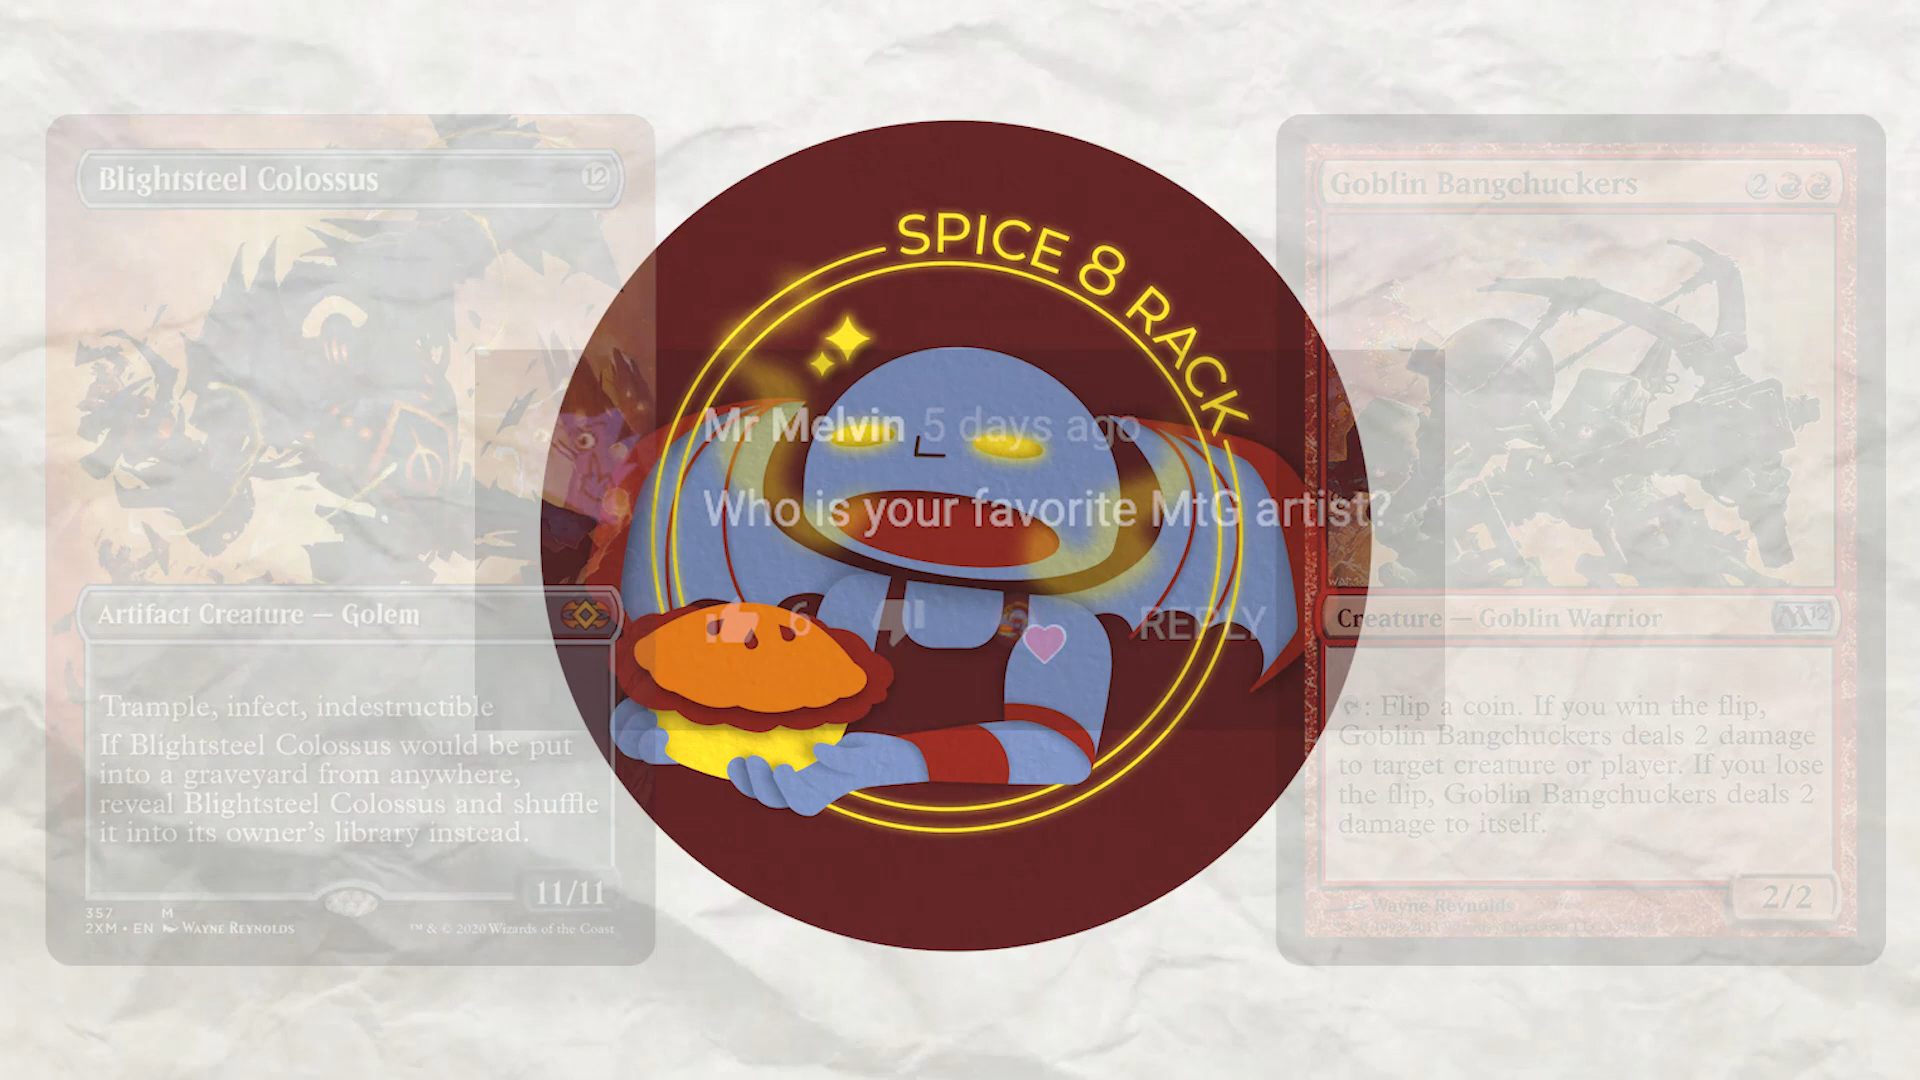 Blightsteel Colossus 12
Artifact Creature — Golem
Trample, infect, indestructible
If Blightsteel Colossus would be put
into a graveyard from anywhere,
reveal Blightsteel Colossus and shuffle
it into its owner's library instead.
11/11
357 M
2XM • EN WAYNE REYNOLDS
™ & © 2020 Wizards of the Coast
SPICE 8 RACK
Mr Melvin 5 days ago
Who is your favorite MtG artist?
6 REPLY
Goblin Bangchuckers 2
Creature — Goblin Warrior M12
: Flip a coin. If you win the flip,
Goblin Bangchuckers deals 2 damage
to target creature or player. If you lose
the flip, Goblin Bangchuckers deals 2
damage to itself.
2/2
Wayne Reynolds